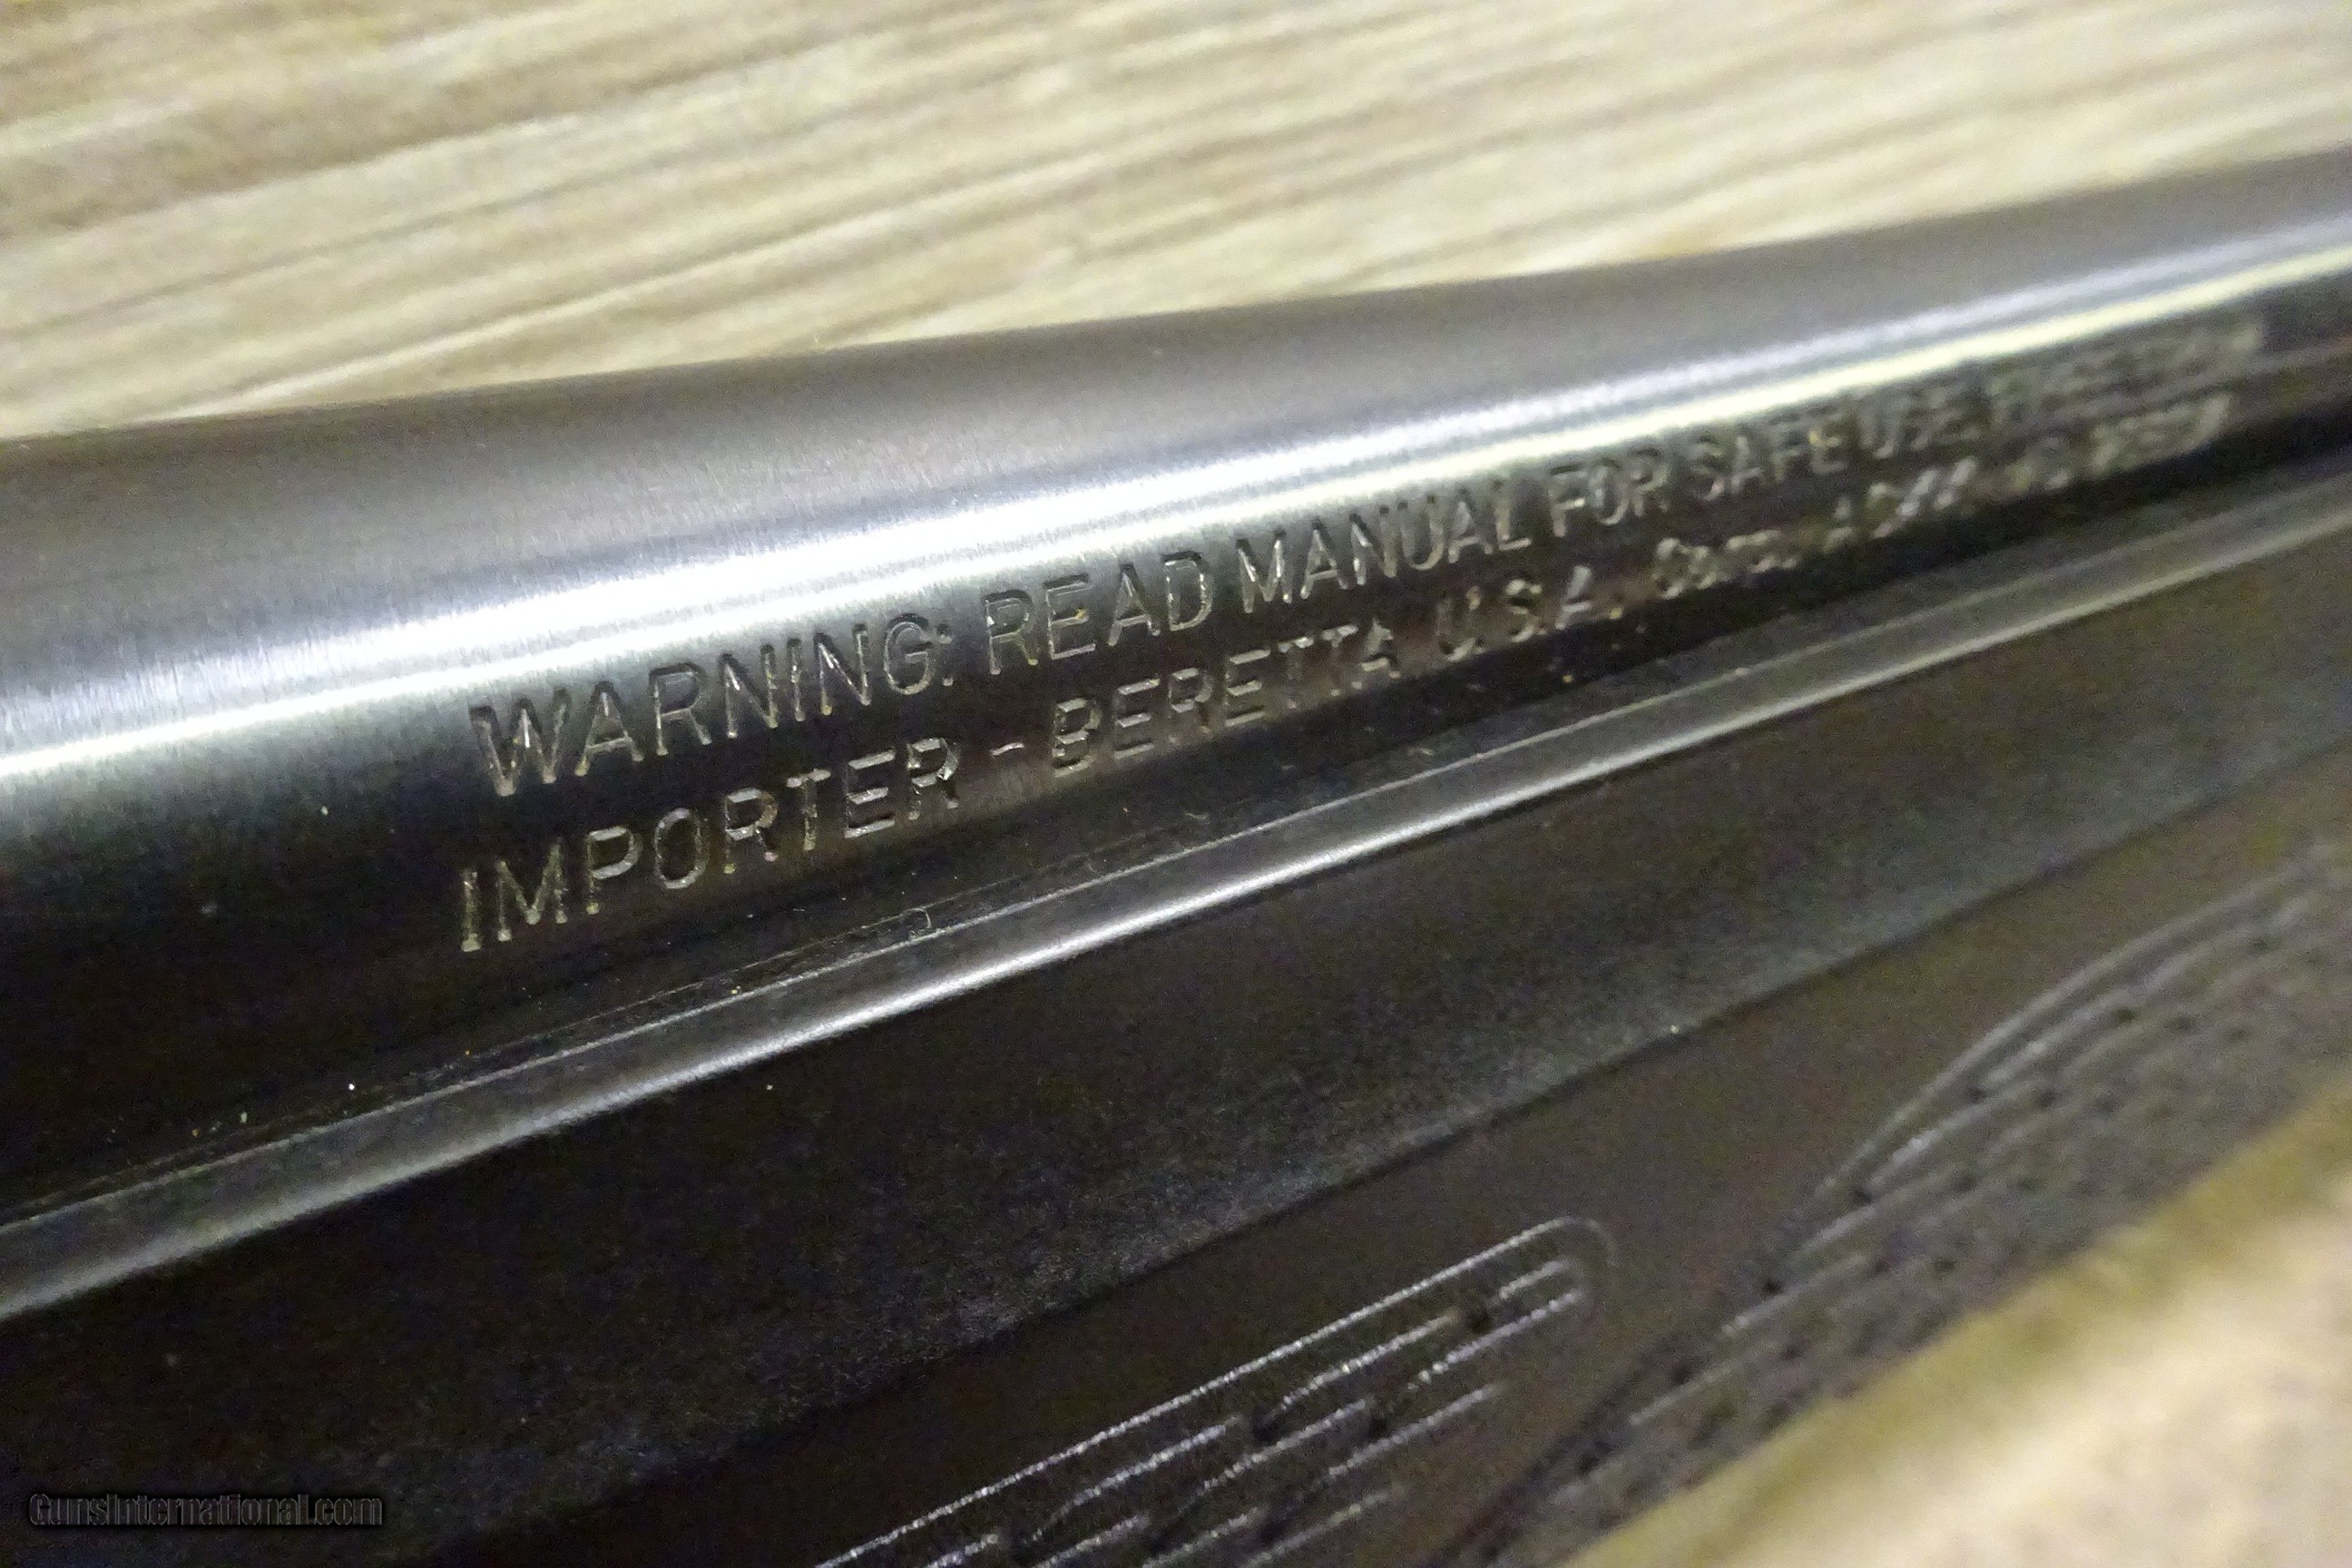 WARNING: READ MANUAL FOR SAFE USE.
IMPORTER - BERETTA U.S.A.
GunsInternational.com